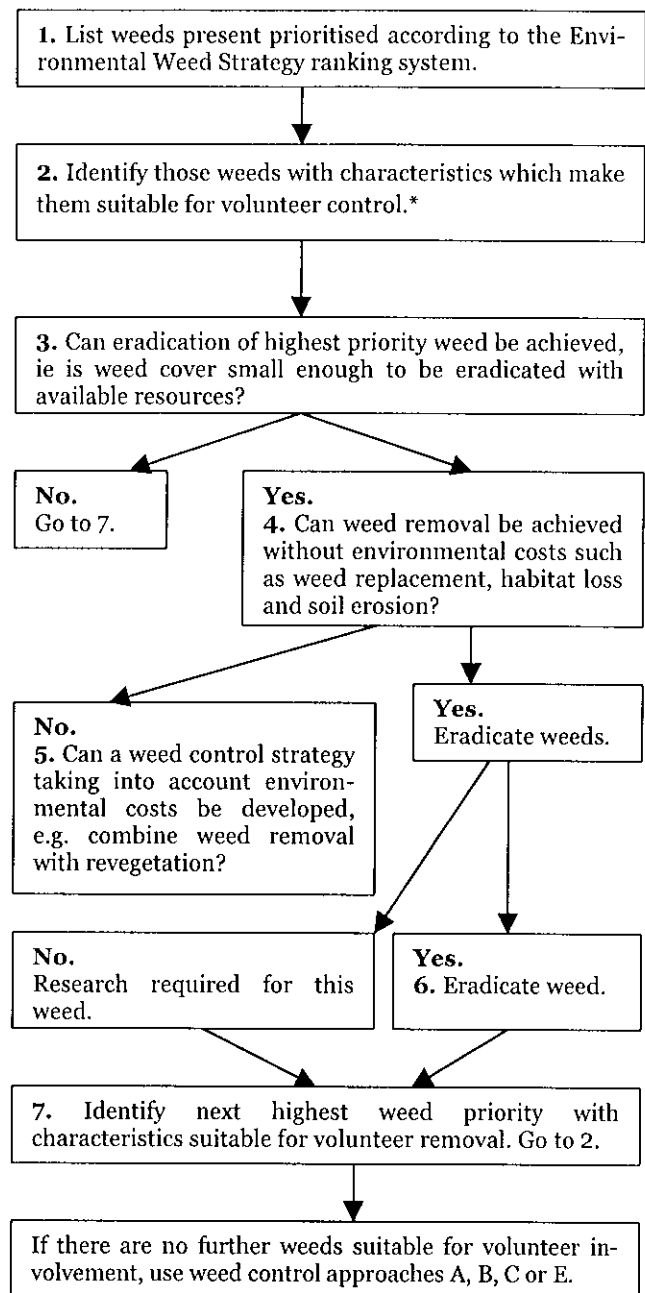 1. List weeds present prioritised according to the Envi-
ronmental Weed Strategy ranking system.
2. Identify those weeds with characteristics which make
them suitable for volunteer control.*
3. Can eradication of highest priority weed be achieved,
ie is weed cover small enough to be eradicated with
available resources?
No.
Go to 7.
Yes.
4. Can weed removal be achieved
without environmental costs such
as weed replacement, habitat loss
and soil erosion?
No.
5. Can a weed control strategy
taking into account environ-
mental costs be developed,
e.g. combine weed removal
with revegetation?
Yes.
Eradicate weeds.
No.
Research required for this
weed.
Yes.
6. Eradicate weed.
7. Identify next highest weed priority with
characteristics suitable for volunteer removal. Go to 2.
If there are no further weeds suitable for volunteer in-
volvement, use weed control approaches A, B, C or E.